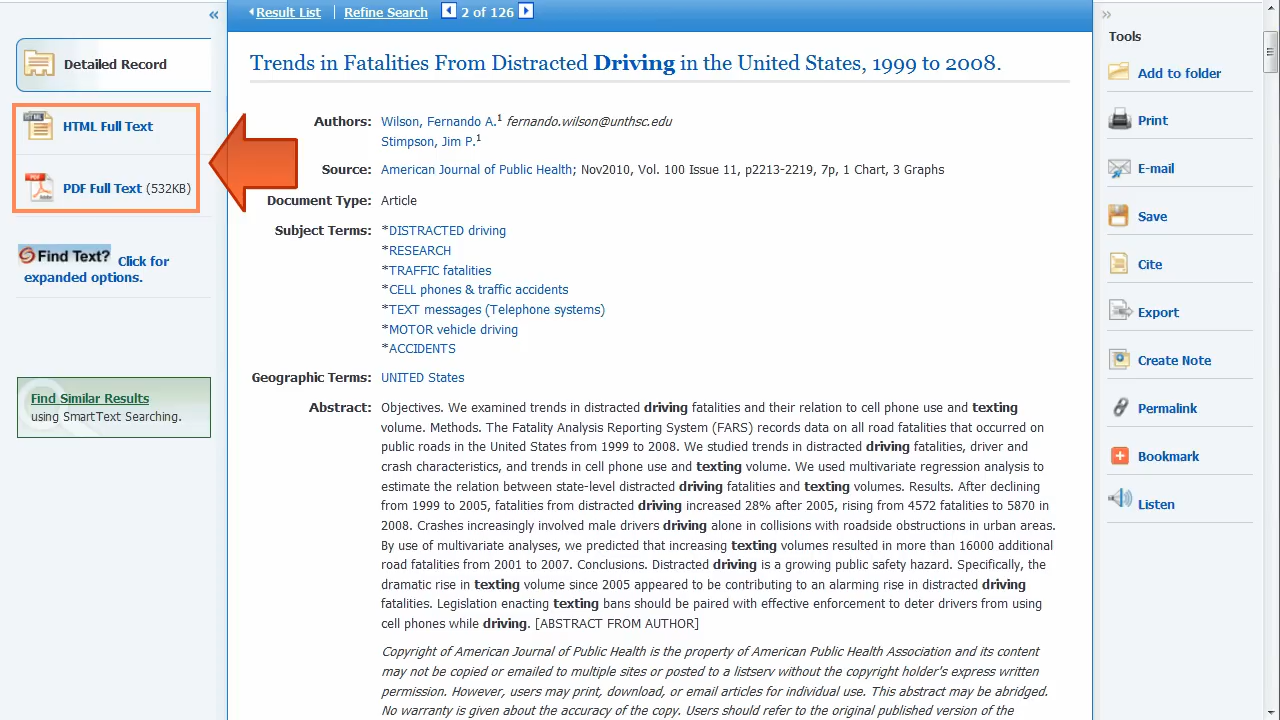 «
Detailed Record
HTML Full Text
PDF Full Text (532KB)
Find Text? Click for
expanded options.
Find Similar Results
using SmartText Searching.
Result List | Refine Search 2 of 126
Trends in Fatalities From Distracted Driving in the United States, 1999 to 2008.
Authors: Wilson, Fernando A.1 fernando.wilson@unthsc.edu
Stimpson, Jim P.1
Source: American Journal of Public Health; Nov2010, Vol. 100 Issue 11, p2213-2219, 7p, 1 Chart, 3 Graphs
Document Type: Article
Subject Terms: *DISTRACTED driving
*RESEARCH
*TRAFFIC fatalities
*CELL phones & traffic accidents
*TEXT messages (Telephone systems)
*MOTOR vehicle driving
*ACCIDENTS
Geographic Terms: UNITED States
Abstract: Objectives. We examined trends in distracted driving fatalities and their relation to cell phone use and texting
volume. Methods. The Fatality Analysis Reporting System (FARS) records data on all road fatalities that occurred on
public roads in the United States from 1999 to 2008. We studied trends in distracted driving fatalities, driver and
crash characteristics, and trends in cell phone use and texting volume. We used multivariate regression analysis to
estimate the relation between state-level distracted driving fatalities and texting volumes. Results. After declining
from 1999 to 2005, fatalities from distracted driving increased 28% after 2005, rising from 4572 fatalities to 5870 in
2008. Crashes increasingly involved male drivers driving alone in collisions with roadside obstructions in urban areas.
By use of multivariate analyses, we predicted that increasing texting volumes resulted in more than 16000 additional
road fatalities from 2001 to 2007. Conclusions. Distracted driving is a growing public safety hazard. Specifically, the
dramatic rise in texting volume since 2005 appeared to be contributing to an alarming rise in distracted driving
fatalities. Legislation enacting texting bans should be paired with effective enforcement to deter drivers from using
cell phones while driving. [ABSTRACT FROM AUTHOR]
Copyright of American Journal of Public Health is the property of American Public Health Association and its content
may not be copied or emailed to multiple sites or posted to a listserv without the copyright holder's express written
permission. However, users may print, download, or email articles for individual use. This abstract may be abridged.
No warranty is given about the accuracy of the copy. Users should refer to the original published version of the
»
Tools
Add to folder
Print
E-mail
Save
Cite
Export
Create Note
Permalink
Bookmark
Listen